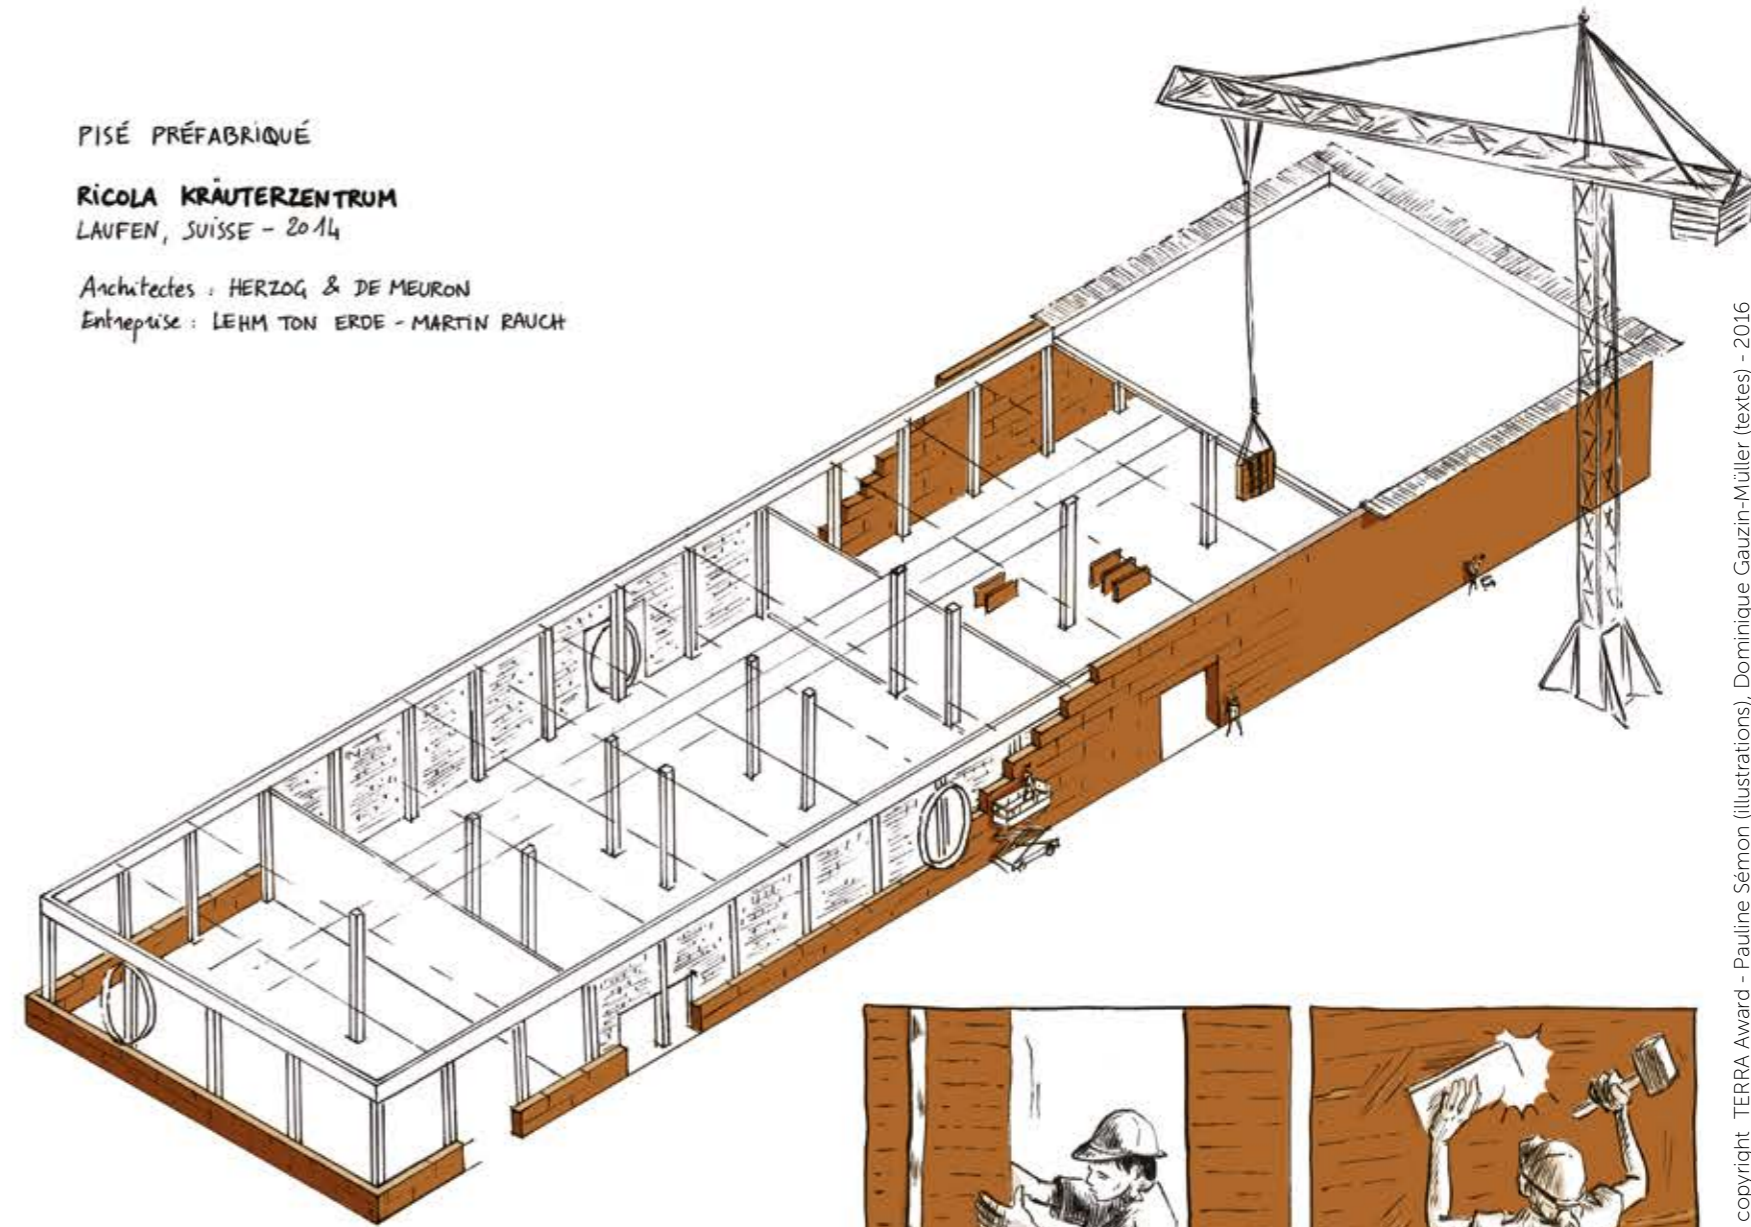 PISÉ PRÉFABRIQUÉ
RICOLA KRÄUTERZENTRUM
LAUFEN, SUISSE - 2014
Architectes : HERZOG & DE MEURON
Entreprise : LEHM TON ERDE - MARTIN RAUCH
copyright TERRA Award - Pauline Sémon (illustrations), Dominique Gauzin-Müller (textes) - 2016